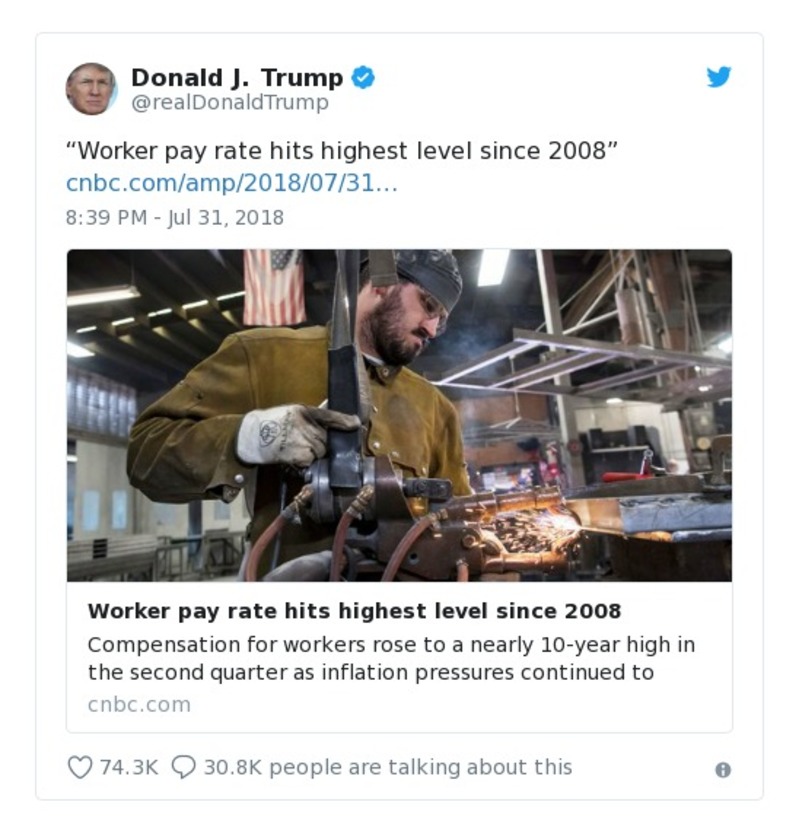 Donald J. Trump
@realDonaldTrump
“Worker pay rate hits highest level since 2008”
cnbc.com/amp/2018/07/31…
8:39 PM - Jul 31, 2018
Worker pay rate hits highest level since 2008
Compensation for workers rose to a nearly 10-year high in
the second quarter as inflation pressures continued to
cnbc.com
74.3K 30.8K people are talking about this